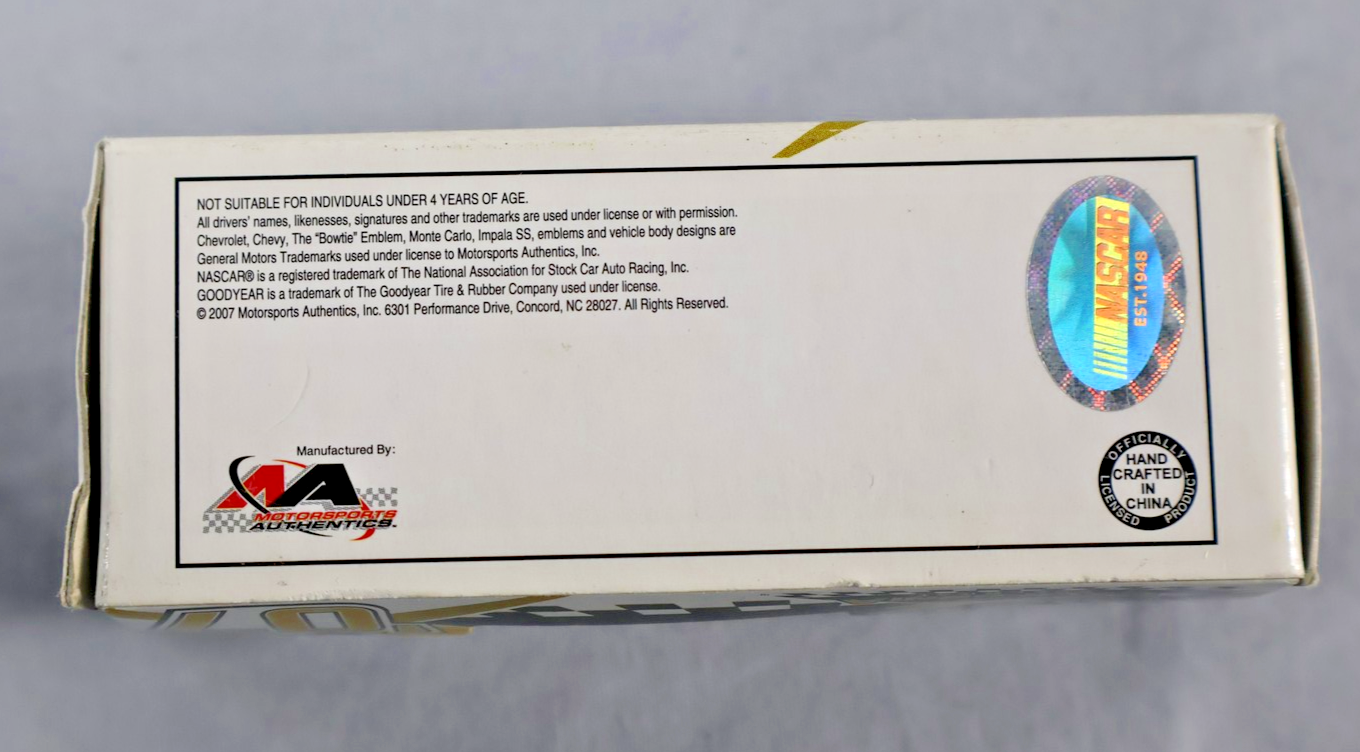 NOT SUITABLE FOR INDIVIDUALS UNDER 4 YEARS OF AGE.
All drivers' names, likenesses, signatures and other trademarks are used under license or with permission.
Chevrolet, Chevy, The "Bowtie" Emblem, Monte Carlo, Impala SS, emblems and vehicle body designs are
General Motors Trademarks used under license to Motorsports Authentics, Inc.
NASCAR® is a registered trademark of The National Association for Stock Car Auto Racing, Inc.
GOODYEAR is a trademark of The Goodyear Tire & Rubber Company used under license.
© 2007 Motorsports Authentics, Inc. 6301 Performance Drive, Concord, NC 28027. All Rights Reserved.
NASCAR
EST.1948
Manufactured By:
MA
MOTORSPORTS
AUTHENTICS.
OFFICIALLY LICENSED PRODUCT
HAND
CRAFTED
IN
CHINA